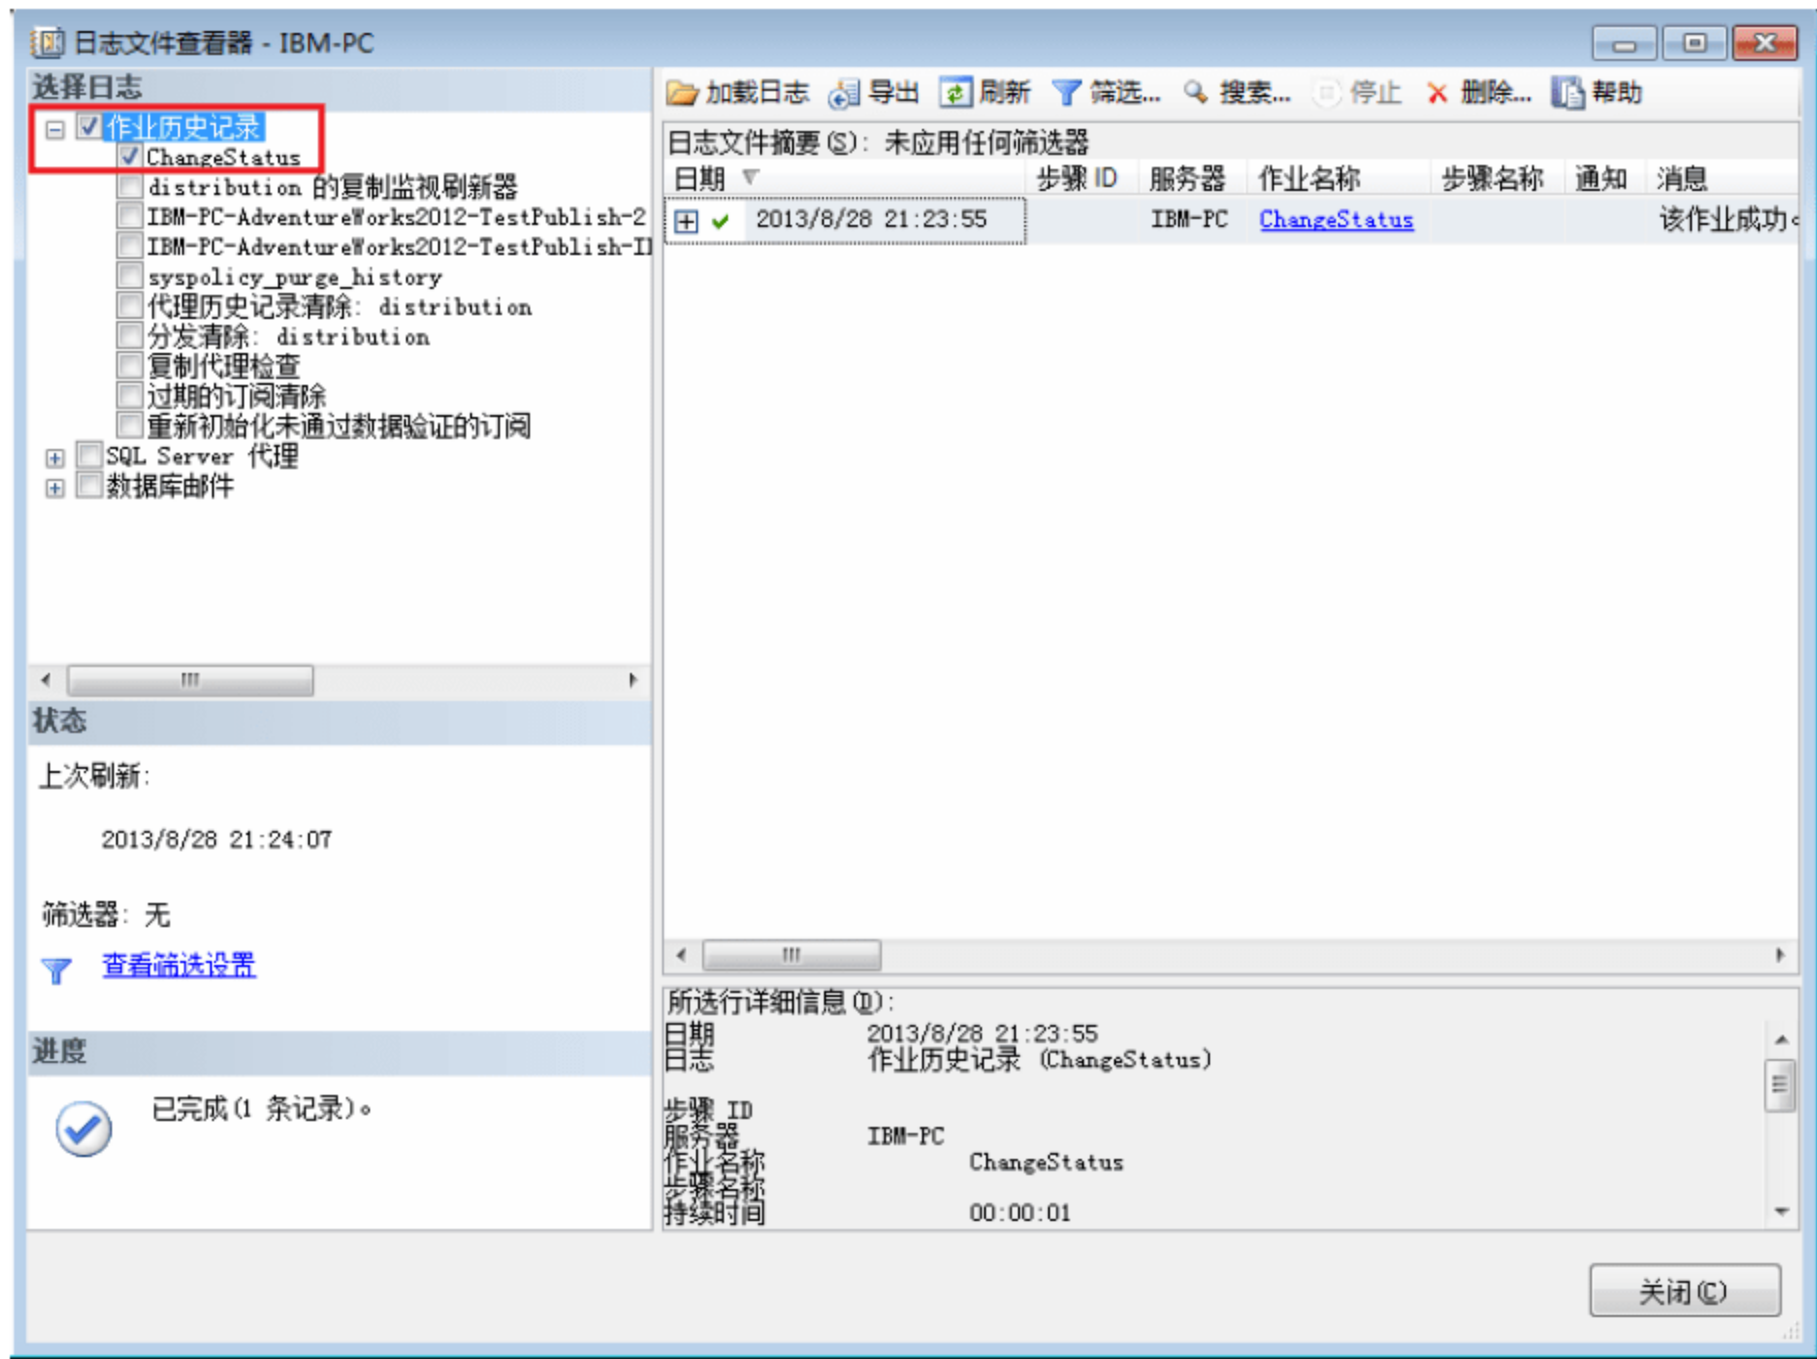 日志文件查看器 - IBM-PC
选择日志
作业历史记录
ChangeStatus
distribution 的复制监视刷新器
IBM-PC-AdventureWorks2012-TestPublish-2
IBM-PC-AdventureWorks2012-TestPublish-I
syspolicy_purge_history
代理历史记录清除: distribution
分发清除: distribution
复制代理检查
过期的订阅清除
重新初始化未通过数据验证的订阅
SQL Server 代理
数据库邮件
状态
上次刷新:
2013/8/28 21:24:07
筛选器: 无
查看筛选设置
进度
已完成(1 条记录)。
加载日志 导出 刷新 筛选... 搜索... 停止 删除... 帮助
日志文件摘要(S): 未应用任何筛选器
日期 步骤 ID 服务器 作业名称 步骤名称 通知 消息
2013/8/28 21:23:55 IBM-PC ChangeStatus 该作业成功。
所选行详细信息(D):
日期 2013/8/28 21:23:55
日志 作业历史记录 (ChangeStatus)
步骤 ID
服务器 IBM-PC
作业名称 ChangeStatus
步骤名称
持续时间 00:00:01
关闭(C)